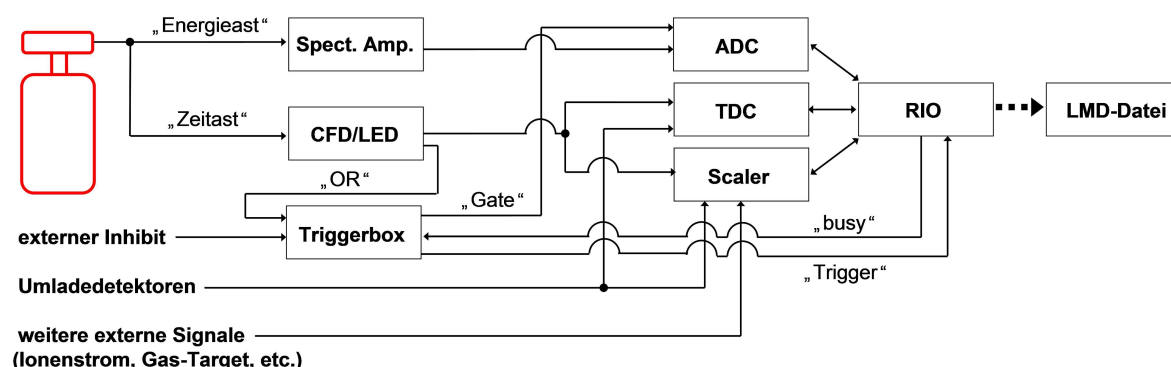 „Energieast“
Spect. Amp.
ADC
„Zeitast“
CFD/LED
TDC
RIO
LMD-Datei
„OR“
Scaler
„Gate“
Triggerbox
„busy“
externer Inhibit
„Trigger“
Umladedetektoren
weitere externe Signale
(Ionenstrom, Gas-Target, etc.)